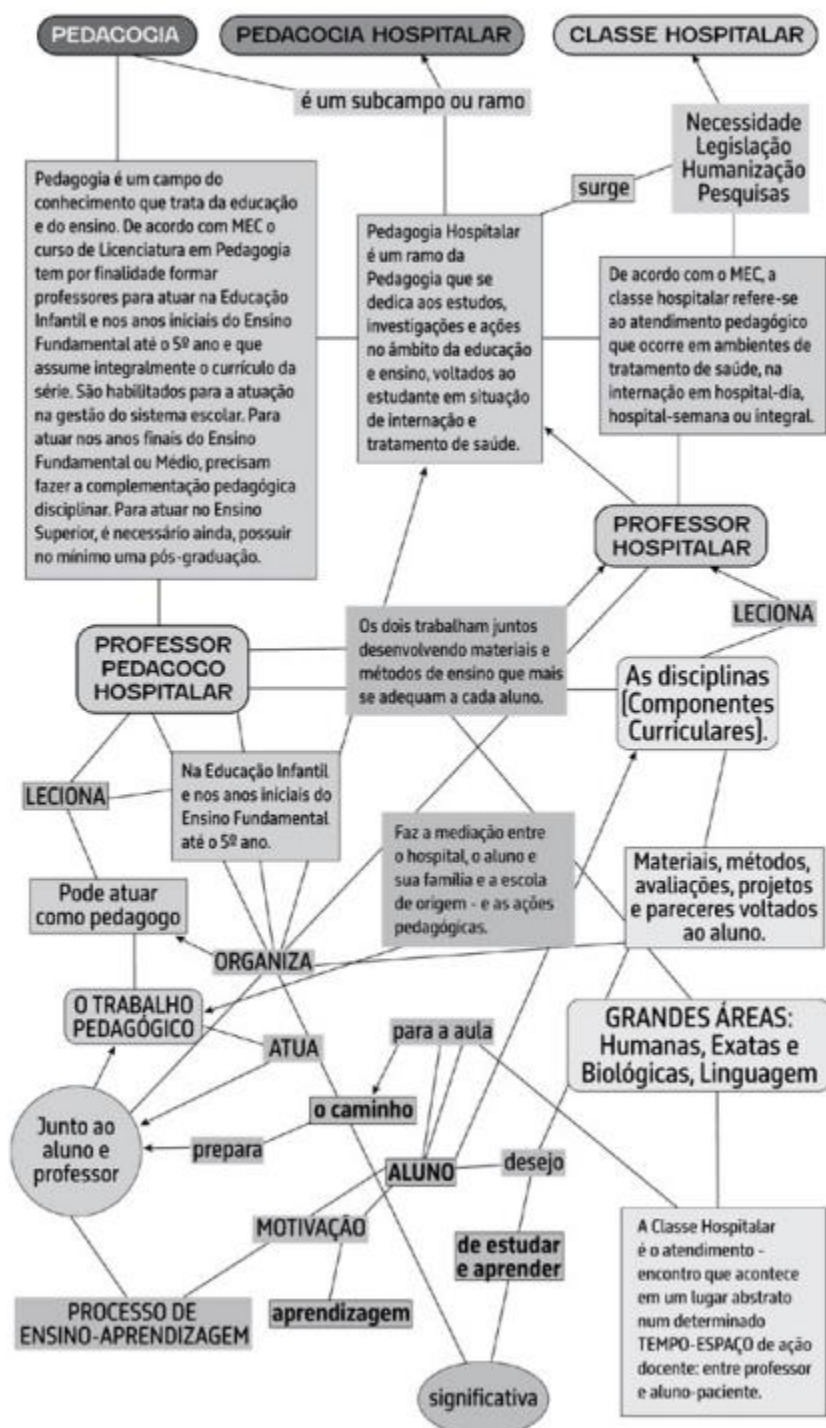 PEDAGOGIA
PEDAGOGIA HOSPITALAR
CLASSE HOSPITALAR
é um subcampo ou ramo
Necessidade
Legislação
Humanização
Pesquisas
surge
Pedagogia é um campo do
conhecimento que trata da educação
e do ensino. De acordo com MEC o
curso de Licenciatura em Pedagogia
tem por finalidade formar
professores para atuar na Educação
Infantil e nos anos iniciais do Ensino
Fundamental até o 5º ano e que
assume integralmente o currículo da
série. São habilitados para a atuação
na gestão do sistema escolar. Para
atuar nos anos finais do Ensino
Fundamental ou Médio, precisam
fazer a complementação pedagógica
disciplinar. Para atuar no Ensino
Superior, é necessário ainda, possuir
no mínimo uma pós-graduação.
Pedagogia Hospitalar
é um ramo da
Pedagogia que se
dedica aos estudos,
investigações e ações
no âmbito da educação
e ensino, voltados ao
estudante em situação
de internação e
tratamento de saúde.
De acordo com o MEC, a
classe hospitalar refere-se
ao atendimento pedagógico
que ocorre em ambientes de
tratamento de saúde, na
internação em hospital-dia,
hospital-semana ou integral.
PROFESSOR
HOSPITALAR
LECIONA
PROFESSOR
PEDAGOGO
HOSPITALAR
Os dois trabalham juntos
desenvolvendo materiais e
métodos de ensino que mais
se adequam a cada aluno.
As disciplinas
(Componentes
Curriculares).
LECIONA
Na Educação Infantil
e nos anos iniciais do
Ensino Fundamental
até o 5º ano.
Faz a mediação entre
o hospital, o aluno e
sua família e a escola
de origem - e as ações
pedagógicas.
Materiais, métodos,
avaliações, projetos
e pareceres voltados
ao aluno.
Pode atuar
como pedagogo
ORGANIZA
O TRABALHO
PEDAGÓGICO
ATUA
para a aula
GRANDES ÁREAS:
Humanas, Exatas e
Biológicas, Linguagem
o caminho
Junto ao
aluno e
professor
prepara
ALUNO
desejo
MOTIVAÇÃO
de estudar
e aprender
A Classe Hospitalar
é o atendimento -
encontro que acontece
em um lugar abstrato
num determinado
TEMPO-ESPAÇO de ação
docente: entre professor
e aluno-paciente.
PROCESSO DE
ENSINO-APRENDIZAGEM
aprendizagem
significativa